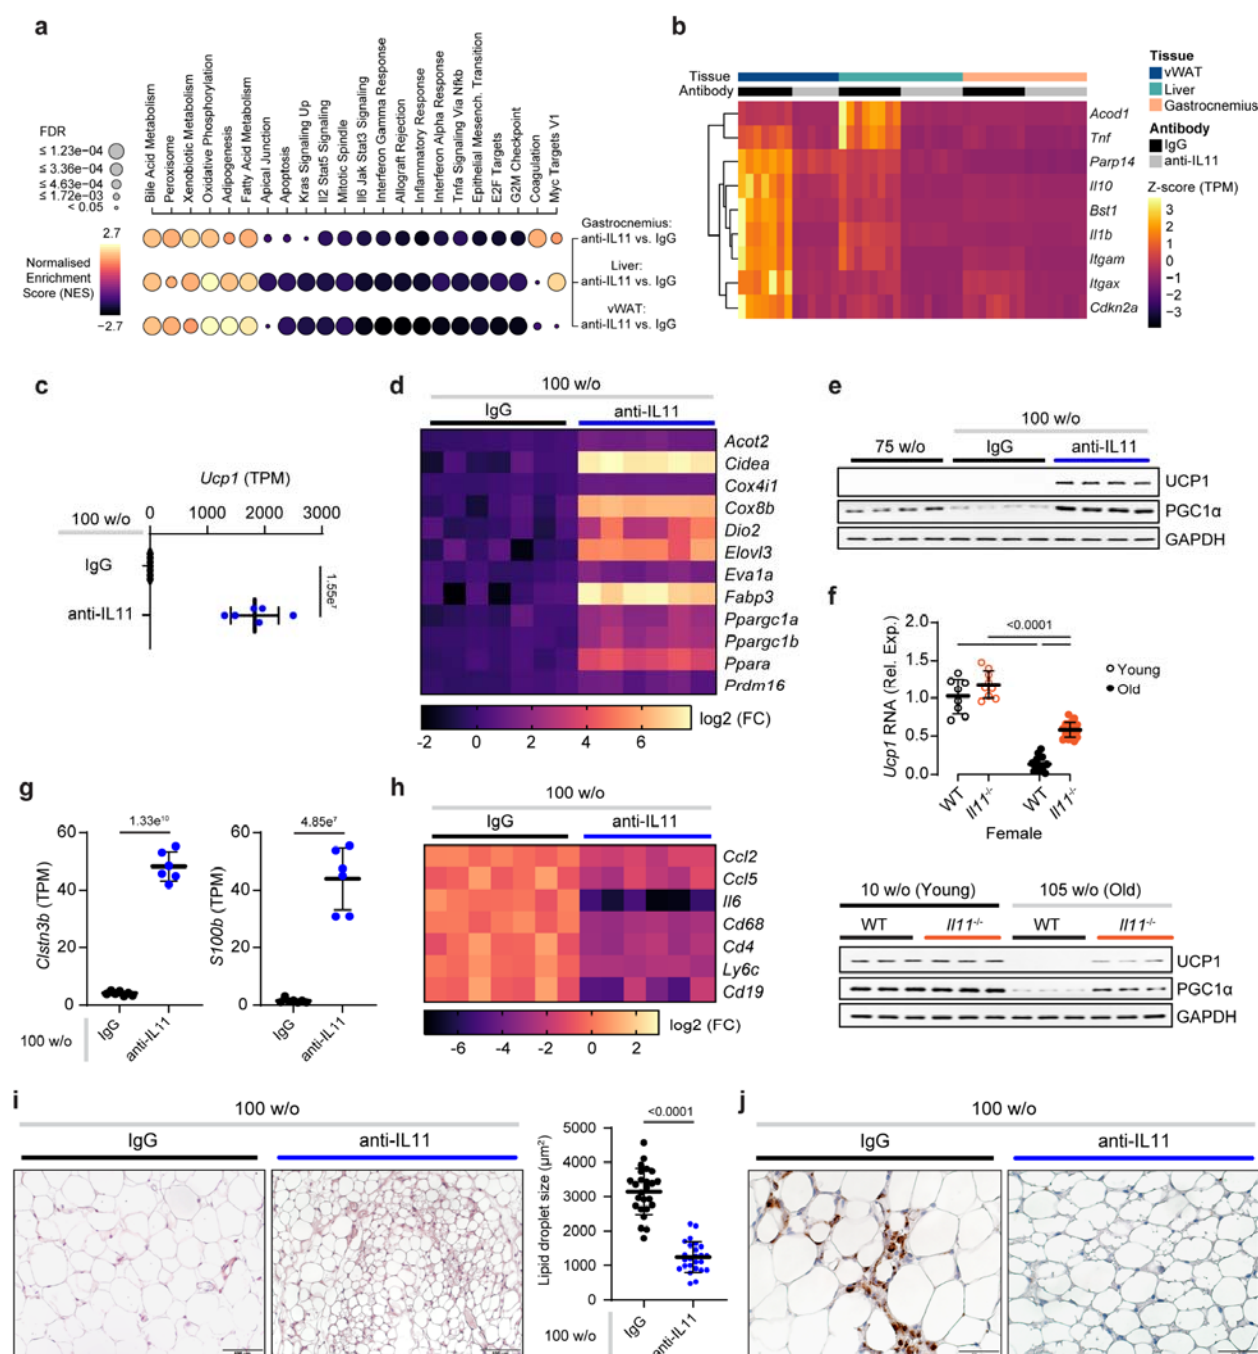 a
FDR
≤ 1.23e−04
≤ 3.36e−04
≤ 4.63e−04
≤ 1.72e−03
< 0.05
Bile Acid Metabolism
Peroxisome
Xenobiotic Metabolism
Oxidative Phosphorylation
Adipogenesis
Fatty Acid Metabolism
Apical Junction
Apoptosis
Kras Signaling Up
Il2 Stat5 Signaling
Mitotic Spindle
Il6 Jak Stat3 Signaling
Interferon Gamma Response
Allograft Rejection
Inflammatory Response
Interferon Alpha Response
Tnfa Signaling Via Nfkb
Epithelial Mesench. Transition
E2F Targets
G2M Checkpoint
Coagulation
Myc Targets V1
2.7
Normalised
Enrichment
Score (NES)
−2.7
Gastrocnemius:
anti-IL11 vs. IgG
Liver:
anti-IL11 vs. IgG
vWAT:
anti-IL11 vs. IgG
b
Tissue
Antibody
Acod1
Tnf
Parp14
Il10
Bst1
Il1b
Itgam
Itgax
Cdkn2a
Tissue
vWAT
Liver
Gastrocnemius
Antibody
IgG
anti-IL11
Z-score (TPM)
3
2
1
0
−1
−2
−3
c
Ucp1 (TPM)
100 w/o
0 1000 2000 3000
IgG
anti-IL11
1.55e⁷
d
100 w/o
IgG anti-IL11
Acot2
Cidea
Cox4i1
Cox8b
Dio2
Elovl3
Eva1a
Fabp3
Ppargc1a
Ppargc1b
Ppara
Prdm16
log2 (FC)
-2 0 2 4 6
e
100 w/o
75 w/o IgG anti-IL11
UCP1
PGC1α
GAPDH
f
<0.0001
Ucp1 RNA (Rel. Exp.)
2.0
1.5
1.0
0.5
0.0
Young
Old
WT Il11-/- WT Il11-/-
Female
10 w/o (Young) 105 w/o (Old)
WT Il11-/- WT Il11-/-
UCP1
PGC1α
GAPDH
g
1.33e¹⁰
Clstn3b (TPM)
60
40
20
0
IgG anti-IL11
100 w/o
4.85e⁷
S100b (TPM)
60
40
20
0
IgG anti-IL11
h
100 w/o
IgG anti-IL11
Ccl2
Ccl5
Il6
Cd68
Cd4
Ly6c
Cd19
log2 (FC)
-6 -4 -2 0 2
i
100 w/o
IgG anti-IL11
<0.0001
Lipid droplet size (μm²)
5000
4000
3000
2000
1000
0
100 w/o
IgG anti-IL11
j
100 w/o
IgG anti-IL11